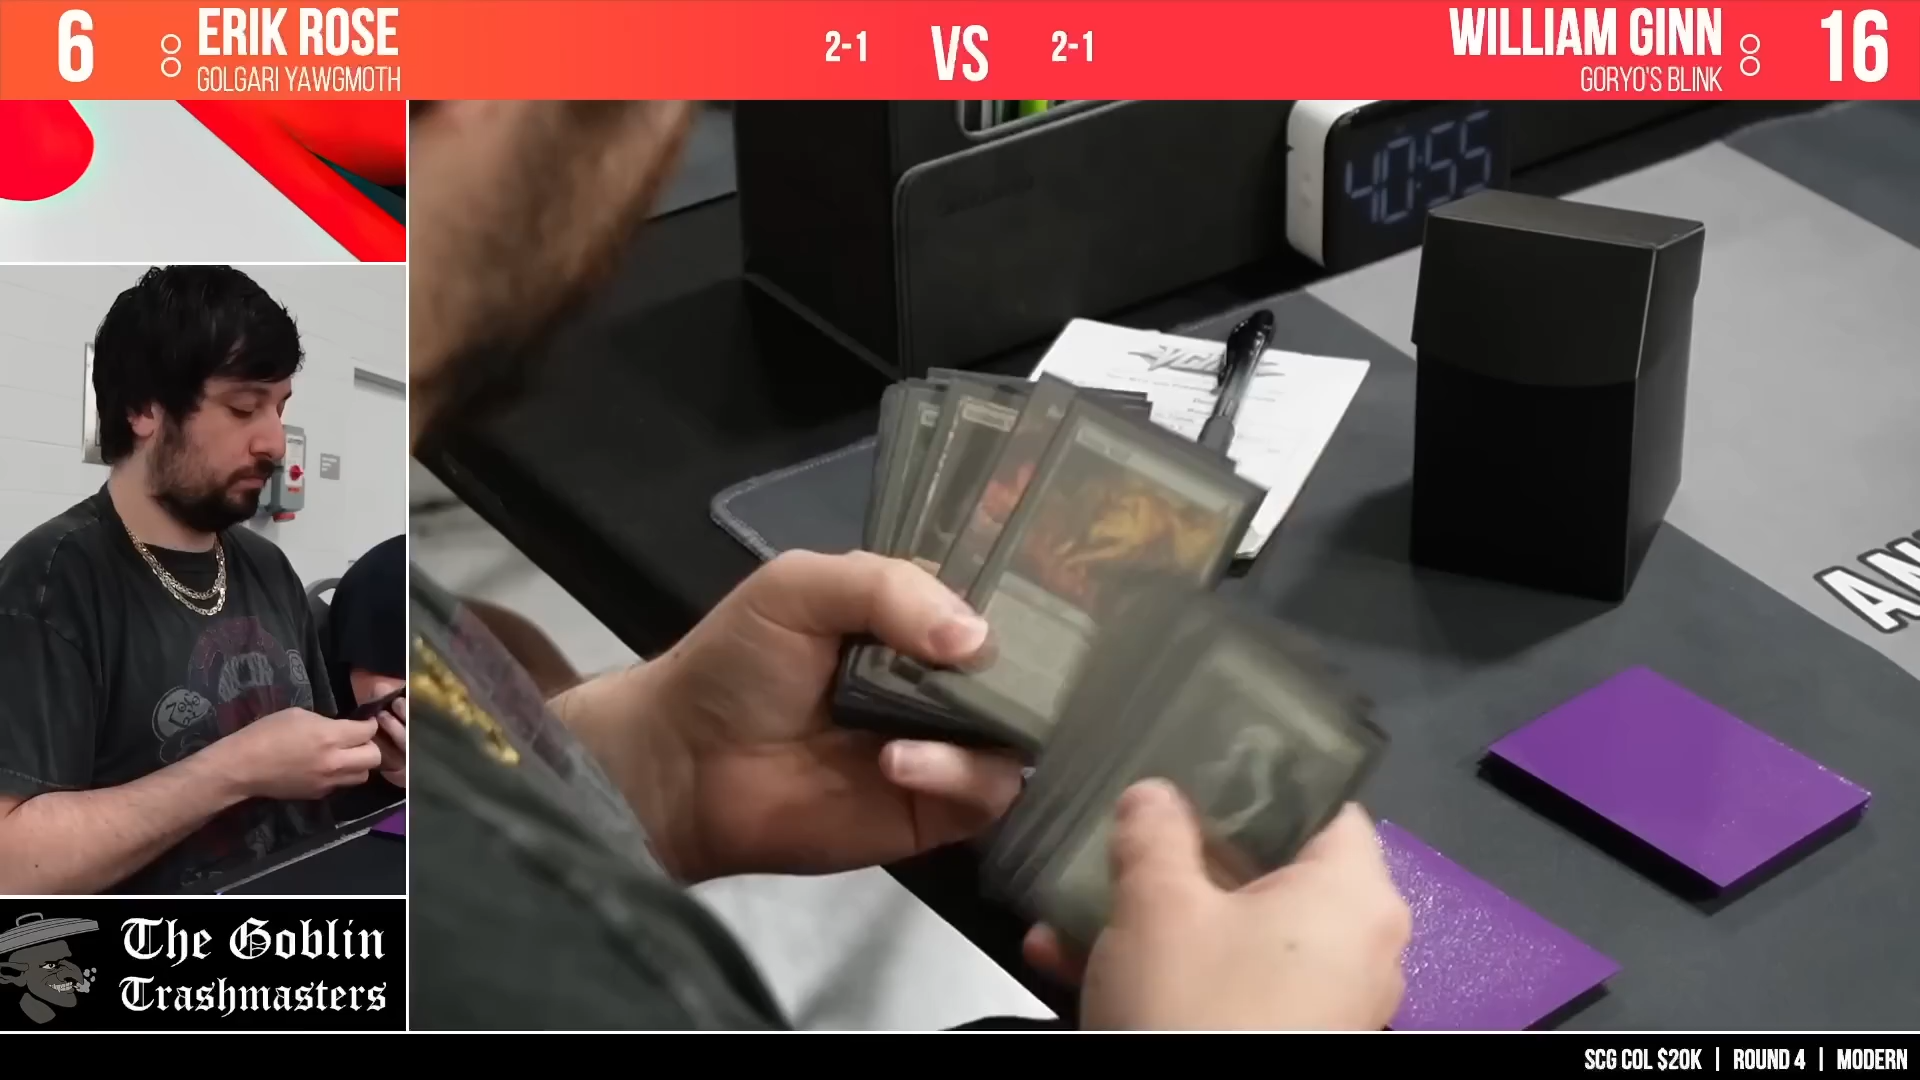 6
ERIK ROSE
GOLGARI YAWGMOTH
2-1
VS
2-1
WILLIAM GINN
GORYO'S BLINK
16
40:55
The Goblin
Trashmasters
SCG COL $20K | ROUND 4 | MODERN